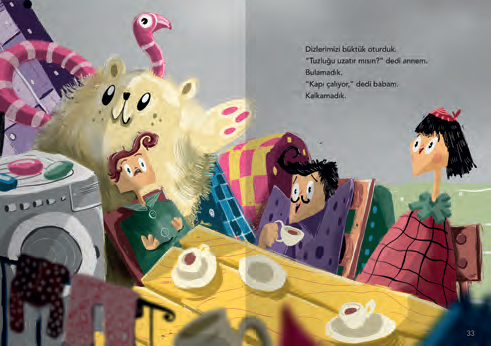 Dizlerimizi büktük oturduk.
"Tuzluğu uzatır mısın?" dedi annem.
Bulamadık.
"Kapı çalıyor," dedi babam.
Kalkamadık.
33